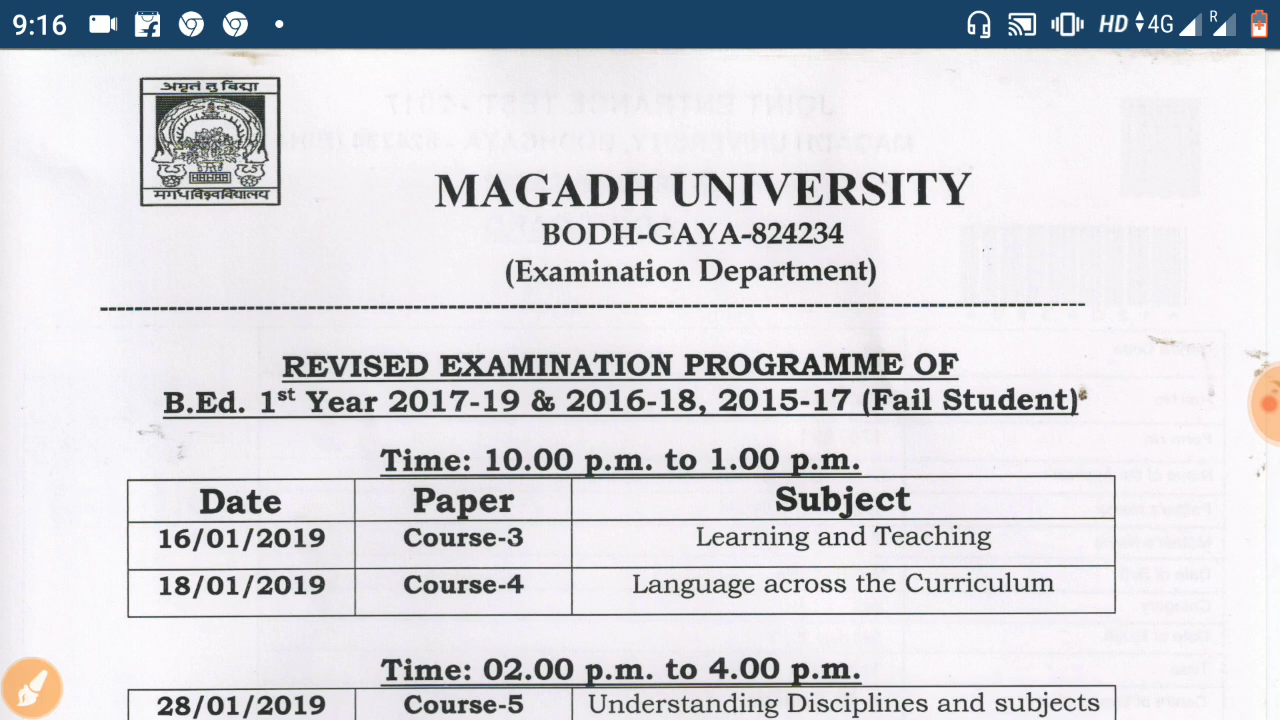 9:16 HD 4G R
अमृतं तु विद्या
मगधविश्वविद्यालय
MAGADH UNIVERSITY
BODH-GAYA-824234
(Examination Department)
REVISED EXAMINATION PROGRAMME OF
B.Ed. 1st Year 2017-19 & 2016-18, 2015-17 (Fail Student)
Time: 10.00 p.m. to 1.00 p.m.
Date Paper Subject
16/01/2019 Course-3 Learning and Teaching
18/01/2019 Course-4 Language across the Curriculum
Time: 02.00 p.m. to 4.00 p.m.
28/01/2019 Course-5 Understanding Disciplines and subjects